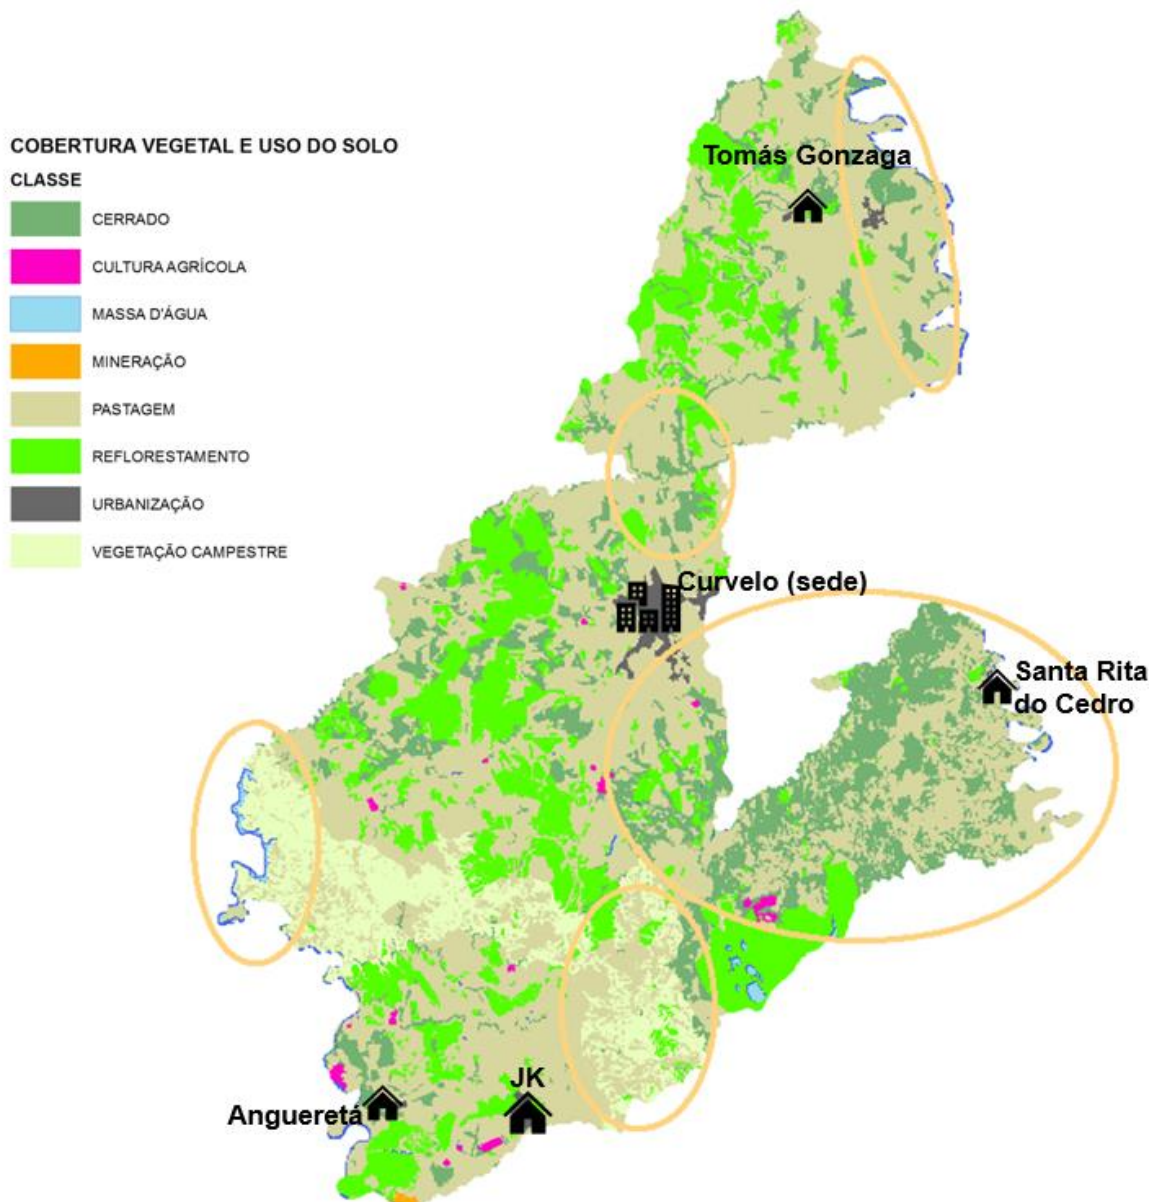 COBERTURA VEGETAL E USO DO SOLO
CLASSE
CERRADO
CULTURA AGRÍCOLA
MASSA D'ÁGUA
MINERAÇÃO
PASTAGEM
REFLORESTAMENTO
URBANIZAÇÃO
VEGETAÇÃO CAMPESTRE
Tomás Gonzaga
Curvelo (sede)
Santa Rita
do Cedro
JK
Angueretá